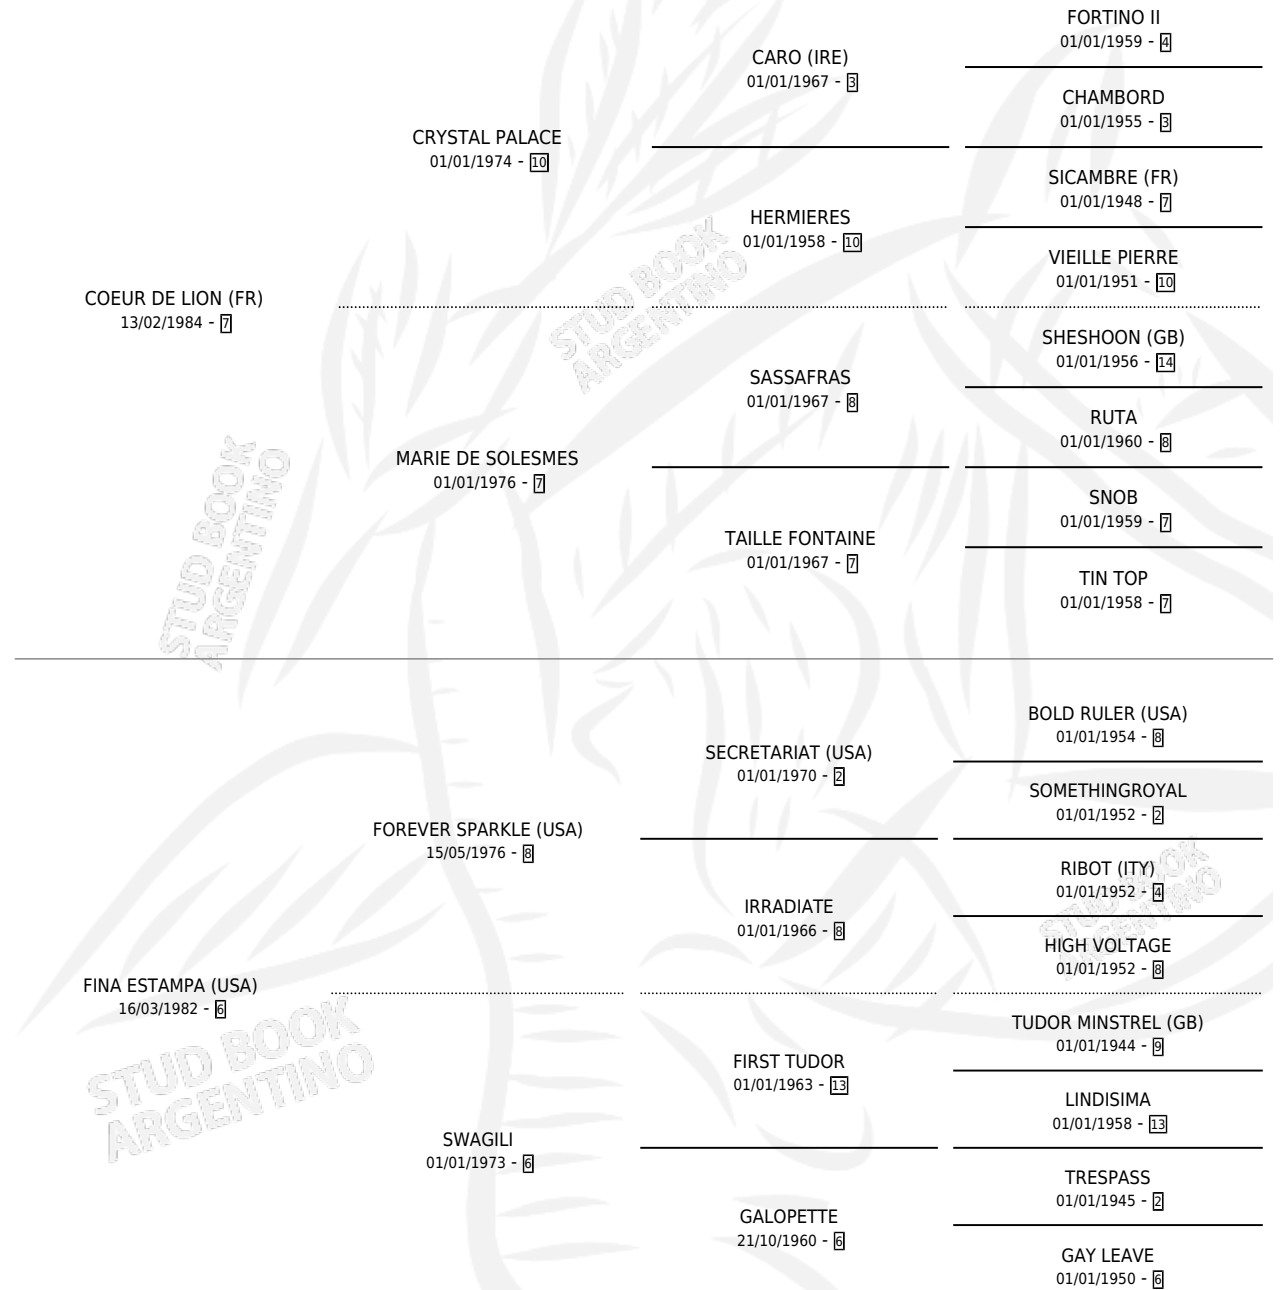 FORTINO II
01/01/1959 - 4
CARO (IRE)
01/01/1967 - 3
CHAMBORD
01/01/1955 - 3
CRYSTAL PALACE
01/01/1974 - 10
SICAMBRE (FR)
01/01/1948 - 7
HERMIERES
01/01/1958 - 10
VIEILLE PIERRE
01/01/1951 - 10
COEUR DE LION (FR)
13/02/1984 - 7
STUD BOOK
ARGENTINO
SHESHOON (GB)
01/01/1956 - 14
SASSAFRAS
01/01/1967 - 8
RUTA
01/01/1960 - 8
MARIE DE SOLESMES
01/01/1976 - 7
SNOB
01/01/1959 - 7
TAILLE FONTAINE
01/01/1967 - 7
TIN TOP
01/01/1958 - 7
STUD BOOK
ARGENTINO
BOLD RULER (USA)
01/01/1954 - 8
SECRETARIAT (USA)
01/01/1970 - 2
SOMETHINGROYAL
01/01/1952 - 2
FOREVER SPARKLE (USA)
15/05/1976 - 8
RIBOT (ITY)
01/01/1952 - 4
IRRADIATE
01/01/1966 - 8
STUD BOOK
ARGENTINO
HIGH VOLTAGE
01/01/1952 - 8
FINA ESTAMPA (USA)
16/03/1982 - 6
TUDOR MINSTREL (GB)
01/01/1944 - 9
STUD BOOK
ARGENTINO
FIRST TUDOR
01/01/1963 - 13
LINDISIMA
01/01/1958 - 13
SWAGILI
01/01/1973 - 6
TRESPASS
01/01/1945 - 2
GALOPETTE
21/10/1960 - 6
GAY LEAVE
01/01/1950 - 6